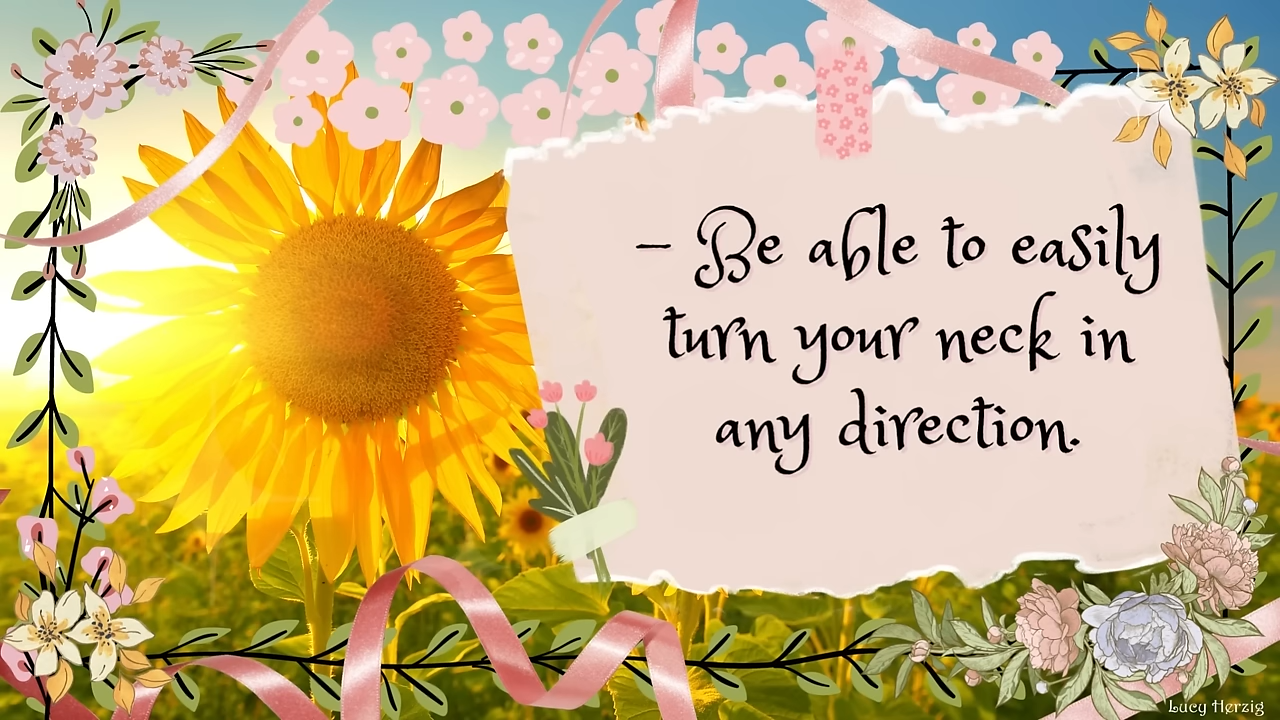 – Be able to easily
turn your neck in
any direction.
Lucy Herzig